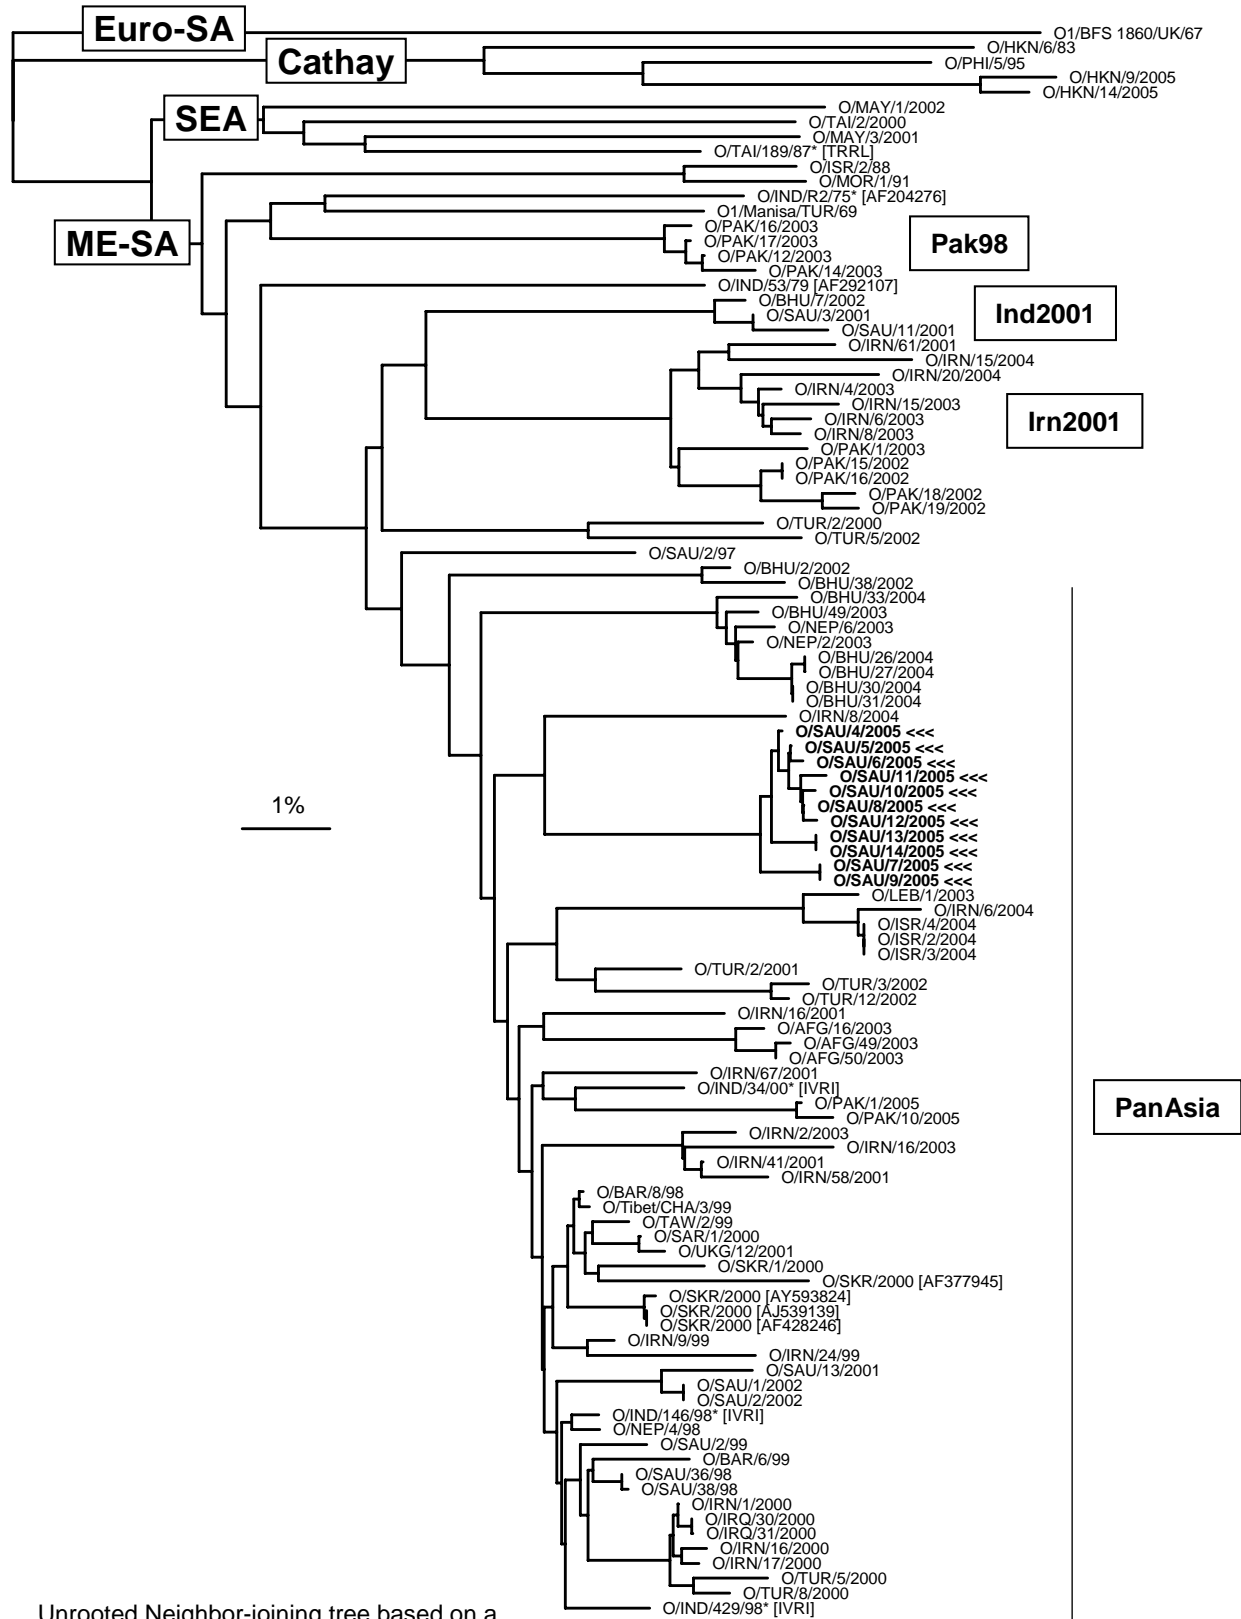 Euro-SA
O1/BFS 1860/UK/67
O/HKN/6/83
Cathay
O/PHI/5/95
O/HKN/9/2005
O/HKN/14/2005
O/MAY/1/2002
SEA
O/TAI/2/2000
O/MAY/3/2001
O/TAI/189/87* [TRRL]
O/ISR/2/88
O/MOR/1/91
O/IND/R2/75* [AF204276]
O1/Manisa/TUR/69
O/PAK/16/2003
ME-SA
O/PAK/17/2003
Pak98
O/PAK/12/2003
O/PAK/14/2003
O/IND/53/79 [AF292107]
O/BHU/7/2002
O/SAU/3/2001
Ind2001
O/SAU/11/2001
O/IRN/61/2001
O/IRN/15/2004
O/IRN/20/2004
O/IRN/4/2003
O/IRN/15/2003
O/IRN/6/2003
Irn2001
O/IRN/8/2003
O/PAK/1/2003
O/PAK/15/2002
O/PAK/16/2002
O/PAK/18/2002
O/PAK/19/2002
O/TUR/2/2000
O/TUR/5/2002
O/SAU/2/97
O/BHU/2/2002
O/BHU/38/2002
O/BHU/33/2004
O/BHU/49/2003
O/NEP/6/2003
O/NEP/2/2003
O/BHU/26/2004
O/BHU/27/2004
O/BHU/30/2004
O/BHU/31/2004
O/IRN/8/2004
O/SAU/4/2005 <<<
O/SAU/5/2005 <<<
O/SAU/6/2005 <<<
O/SAU/11/2005 <<<
O/SAU/10/2005 <<<
1%
O/SAU/8/2005 <<<
O/SAU/12/2005 <<<
O/SAU/13/2005 <<<
O/SAU/14/2005 <<<
O/SAU/7/2005 <<<
O/SAU/9/2005 <<<
O/LEB/1/2003
O/IRN/6/2004
O/ISR/4/2004
O/ISR/2/2004
O/ISR/3/2004
O/TUR/2/2001
O/TUR/3/2002
O/TUR/12/2002
O/IRN/16/2001
O/AFG/16/2003
O/AFG/49/2003
O/AFG/50/2003
O/IRN/67/2001
O/IND/34/00* [IVRI]
O/PAK/1/2005
PanAsia
O/PAK/10/2005
O/IRN/2/2003
O/IRN/16/2003
O/IRN/41/2001
O/IRN/58/2001
O/BAR/8/98
O/Tibet/CHA/3/99
O/TAW/2/99
O/SAR/1/2000
O/UKG/12/2001
O/SKR/1/2000
O/SKR/2000 [AF377945]
O/SKR/2000 [AY593824]
O/SKR/2000 [AJ539139]
O/SKR/2000 [AF428246]
O/IRN/9/99
O/IRN/24/99
O/SAU/13/2001
O/SAU/1/2002
O/SAU/2/2002
O/IND/146/98* [IVRI]
O/NEP/4/98
O/SAU/2/99
O/BAR/6/99
O/SAU/36/98
O/SAU/38/98
O/IRN/1/2000
O/IRQ/30/2000
O/IRQ/31/2000
O/IRN/16/2000
O/IRN/17/2000
O/TUR/5/2000
O/TUR/8/2000
O/IND/429/98* [IVRI]
Unrooted Neighbor-joining tree based on a